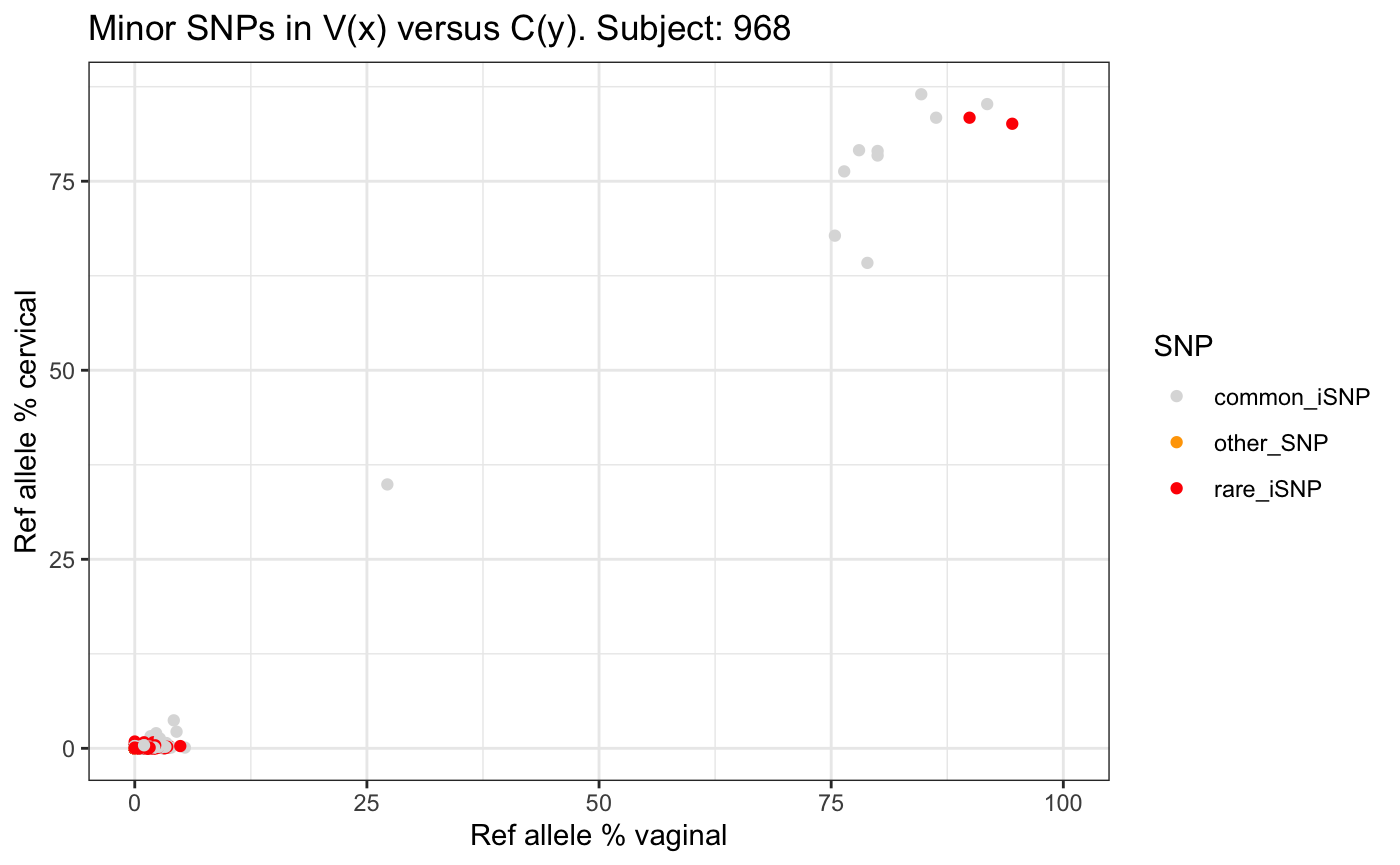 Minor SNPs in V(x) versus C(y). Subject: 968
Ref allele % cervical
75
50
25
0
0 25 50 75 100
Ref allele % vaginal
SNP
common_iSNP
other_SNP
rare_iSNP